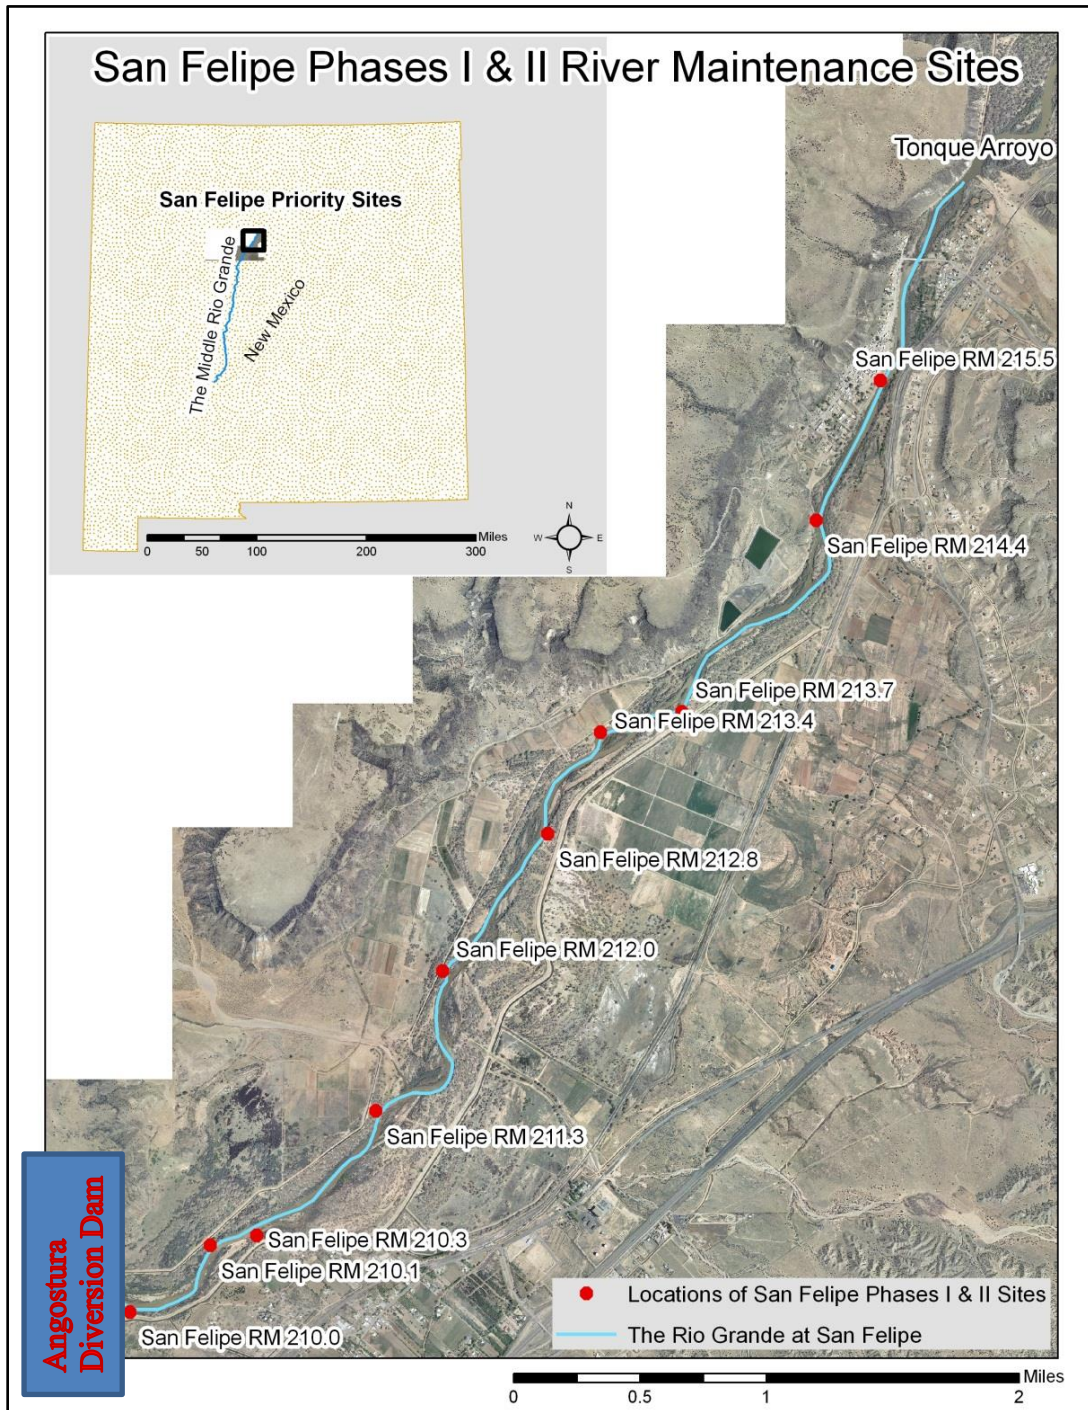 San Felipe Phases I & II River Maintenance Sites
Tonque Arroyo
San Felipe Priority Sites
The Middle Rio Grande
New Mexico
N
W E
S
Miles
0 50 100 200 300
San Felipe RM 215.5
San Felipe RM 214.4
San Felipe RM 213.7
San Felipe RM 213.4
San Felipe RM 212.8
San Felipe RM 212.0
San Felipe RM 211.3
San Felipe RM 210.3
San Felipe RM 210.1
San Felipe RM 210.0
Angostura
Diversion Dam
Locations of San Felipe Phases I & II Sites
The Rio Grande at San Felipe
Miles
0 0.5 1 2